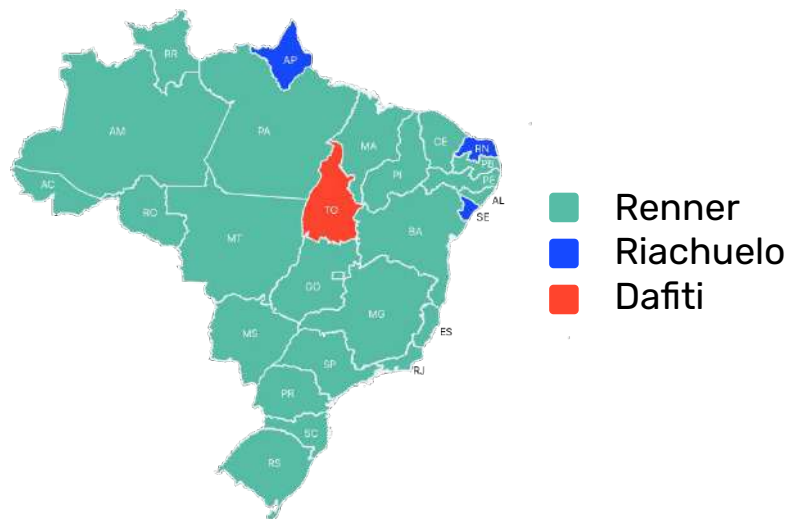 RR
AP
AM
PA
MA
CE
RN
PB
PE
PI
AL
SE
AC
RO
TO
BA
MT
GO
MG
MS
ES
SP
RJ
PR
SC
RS
Renner
Riachuelo
Dafiti